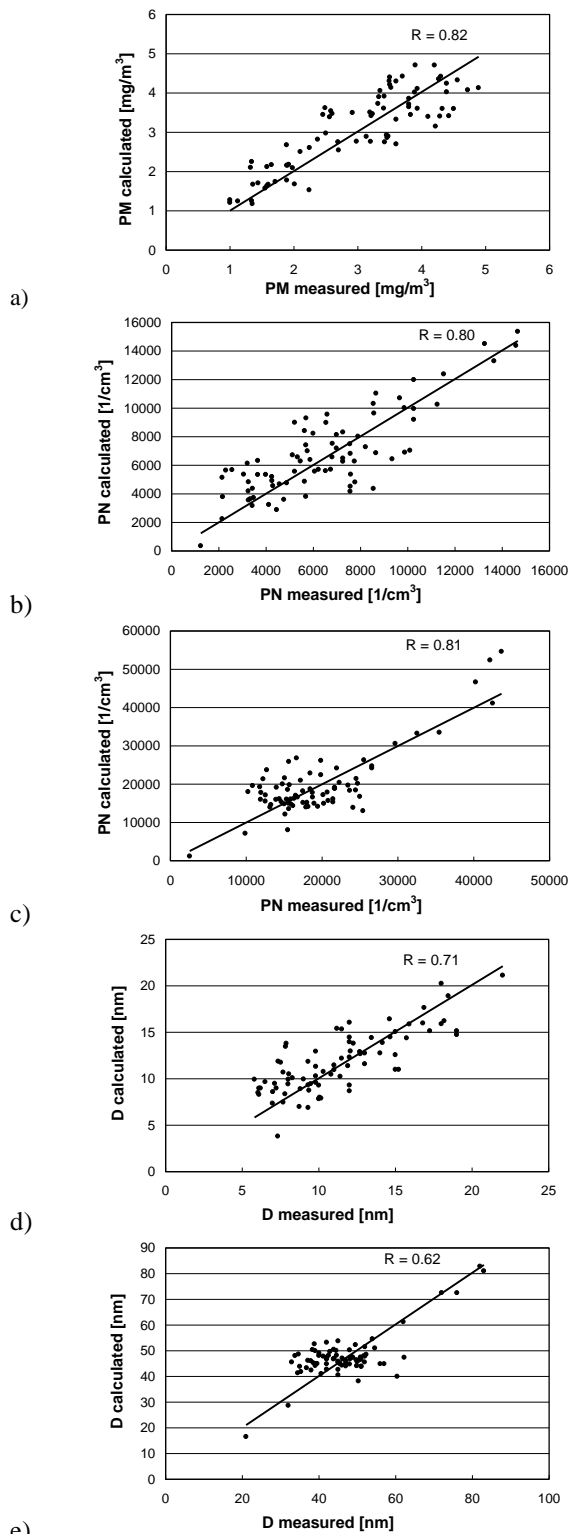 6
R = 0.82
5
4
3
2
1
0
PM calculated [mg/m³]
0 1 2 3 4 5 6
PM measured [mg/m³]
a)
16000
R = 0.80
14000
12000
10000
8000
6000
4000
2000
0
PN calculated [1/cm³]
0 2000 4000 6000 8000 10000 12000 14000 16000
PN measured [1/cm³]
b)
60000
R = 0.81
50000
40000
30000
20000
10000
0
PN calculated [1/cm³]
0 10000 20000 30000 40000 50000
PN measured [1/cm³]
c)
25
R = 0.71
20
15
10
5
0
D calculated [nm]
0 5 10 15 20 25
D measured [nm]
d)
90
R = 0.62
80
70
60
50
40
30
20
10
0
D calculated [nm]
0 20 40 60 80 100
D measured [nm]
e)